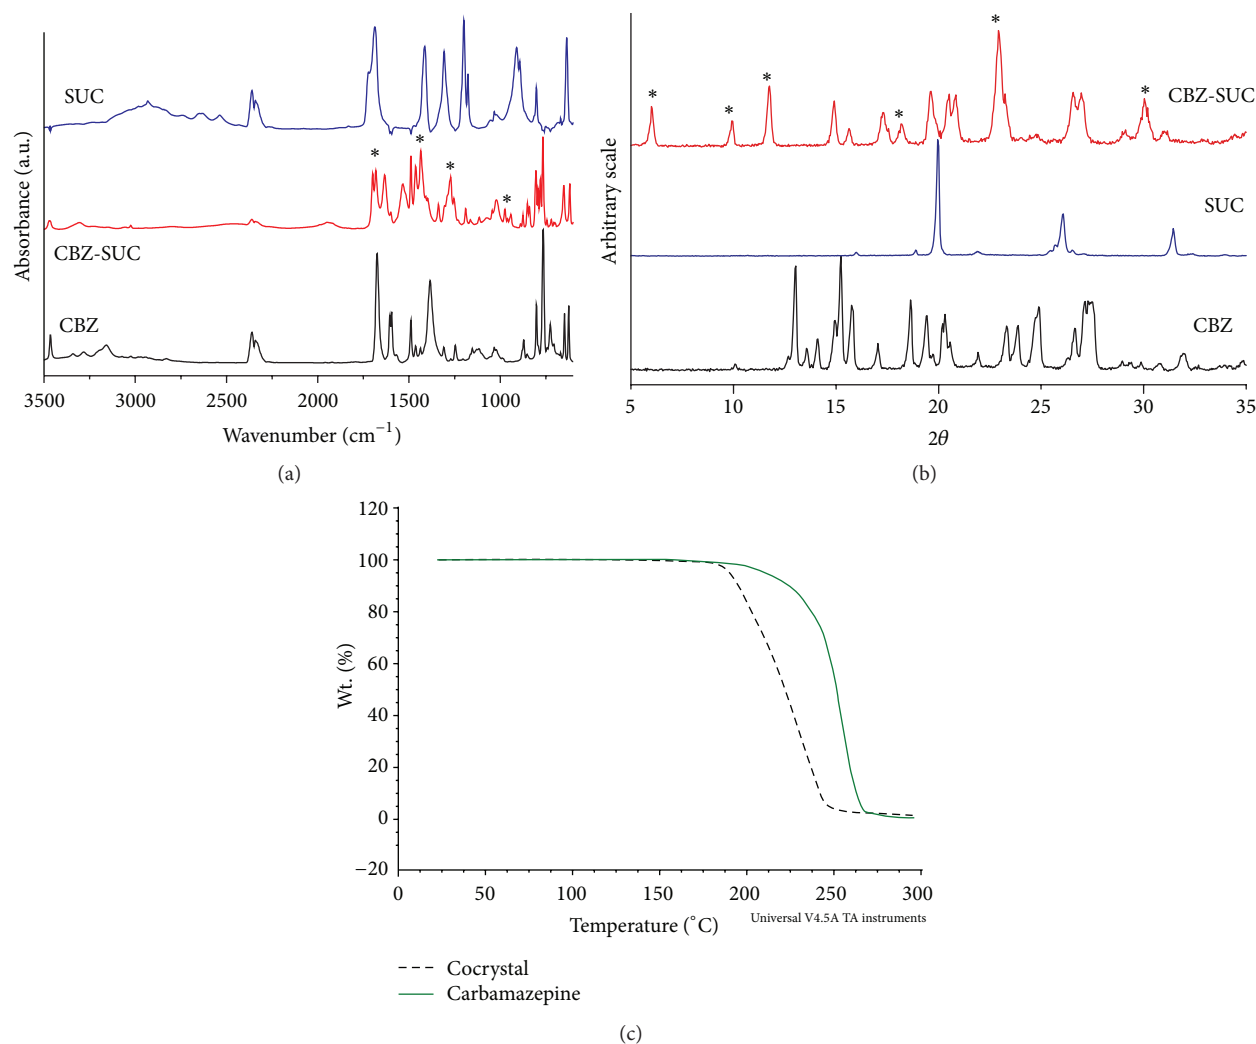 SUC
*
*
*
*
CBZ-SUC
CBZ
Absorbance (a.u.)
3500
3000
2500
2000
1500
1000
Wavenumber (cm⁻¹)
(a)
*
*
*
*
*
*
CBZ-SUC
SUC
CBZ
Arbitrary scale
5
10
15
20
25
30
35
2θ
(b)
120
100
80
60
40
20
0
−20
Wt. (%)
0
50
100
150
200
250
300
Temperature (°C)
Universal V4.5A TA instruments
Cocrystal
Carbamazepine
(c)